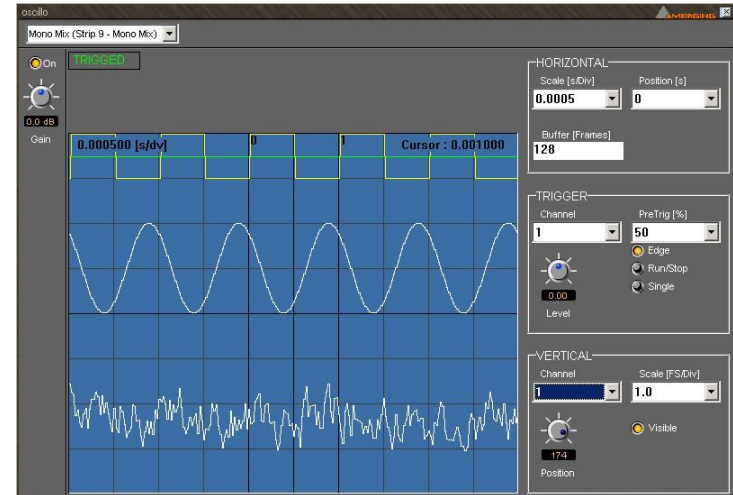 oscillo
AMERGING
Mono Mix (Strip 9 - Mono Mix)
On
TRIGGED
0.0 dB
Gain
0.000500 [s/dv]
0
1
Cursor : 0.001000
HORIZONTAL
Scale [s/Div]
Position [s]
0.0005
0
Buffer [Frames]
128
TRIGGER
Channel
PreTrig [%]
1
50
Edge
Run/Stop
Single
0.00
Level
VERTICAL
Channel
Scale [FS/Div]
1
1.0
Visible
174
Position